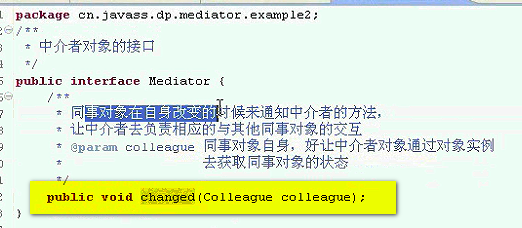 package cn.javass.dp.mediator.example2;
/**
* 中介者对象的接口
*/
public interface Mediator {
/**
* 同事对象在自身改变的时候来通知中介者的方法,
* 让中介者去负责相应的与其他同事对象的交互
* @param colleague 同事对象自身,好让中介者对象通过对象实例
* 去获取同事对象的状态
*/
public void changed(Colleague colleague);
}